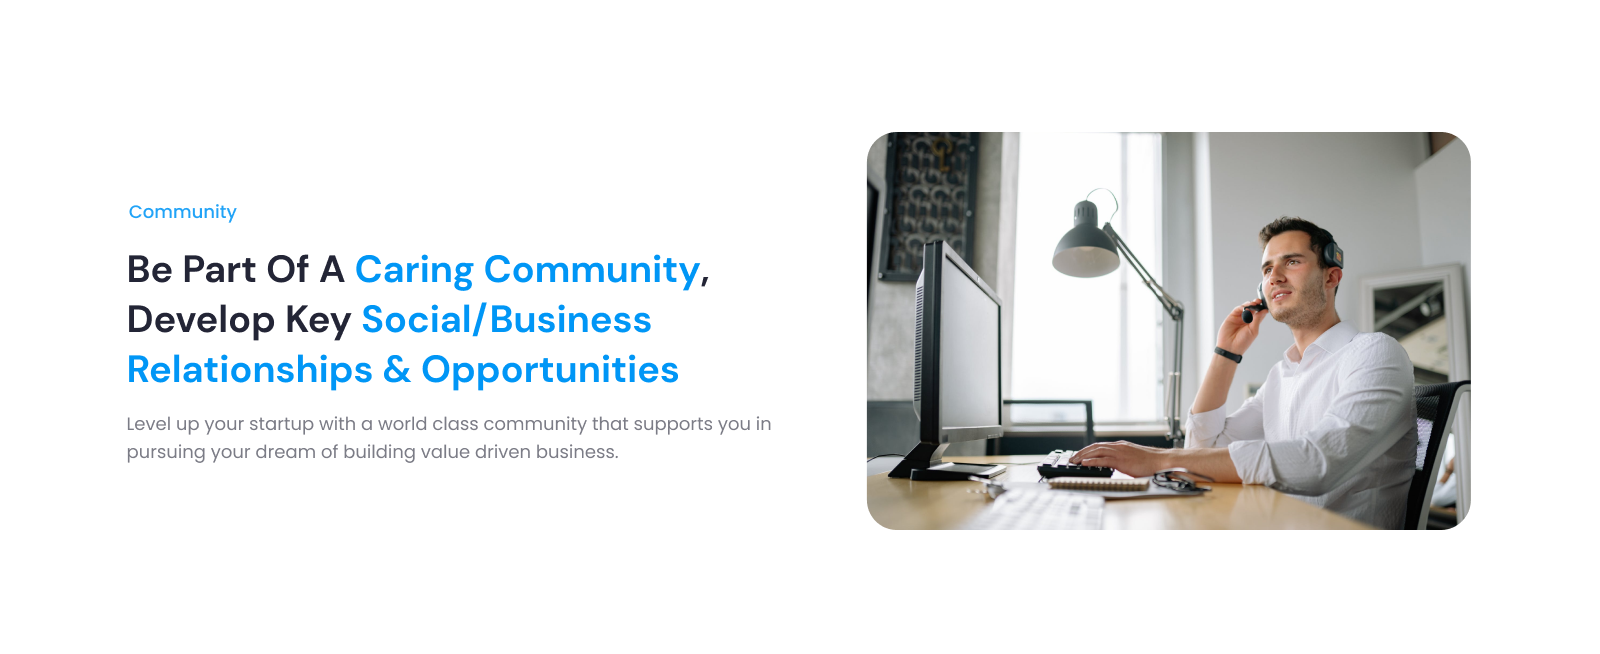 Community
Be Part Of A Caring Community,
Develop Key Social/Business
Relationships & Opportunities
Level up your startup with a world class community that supports you in
pursuing your dream of building value driven business.